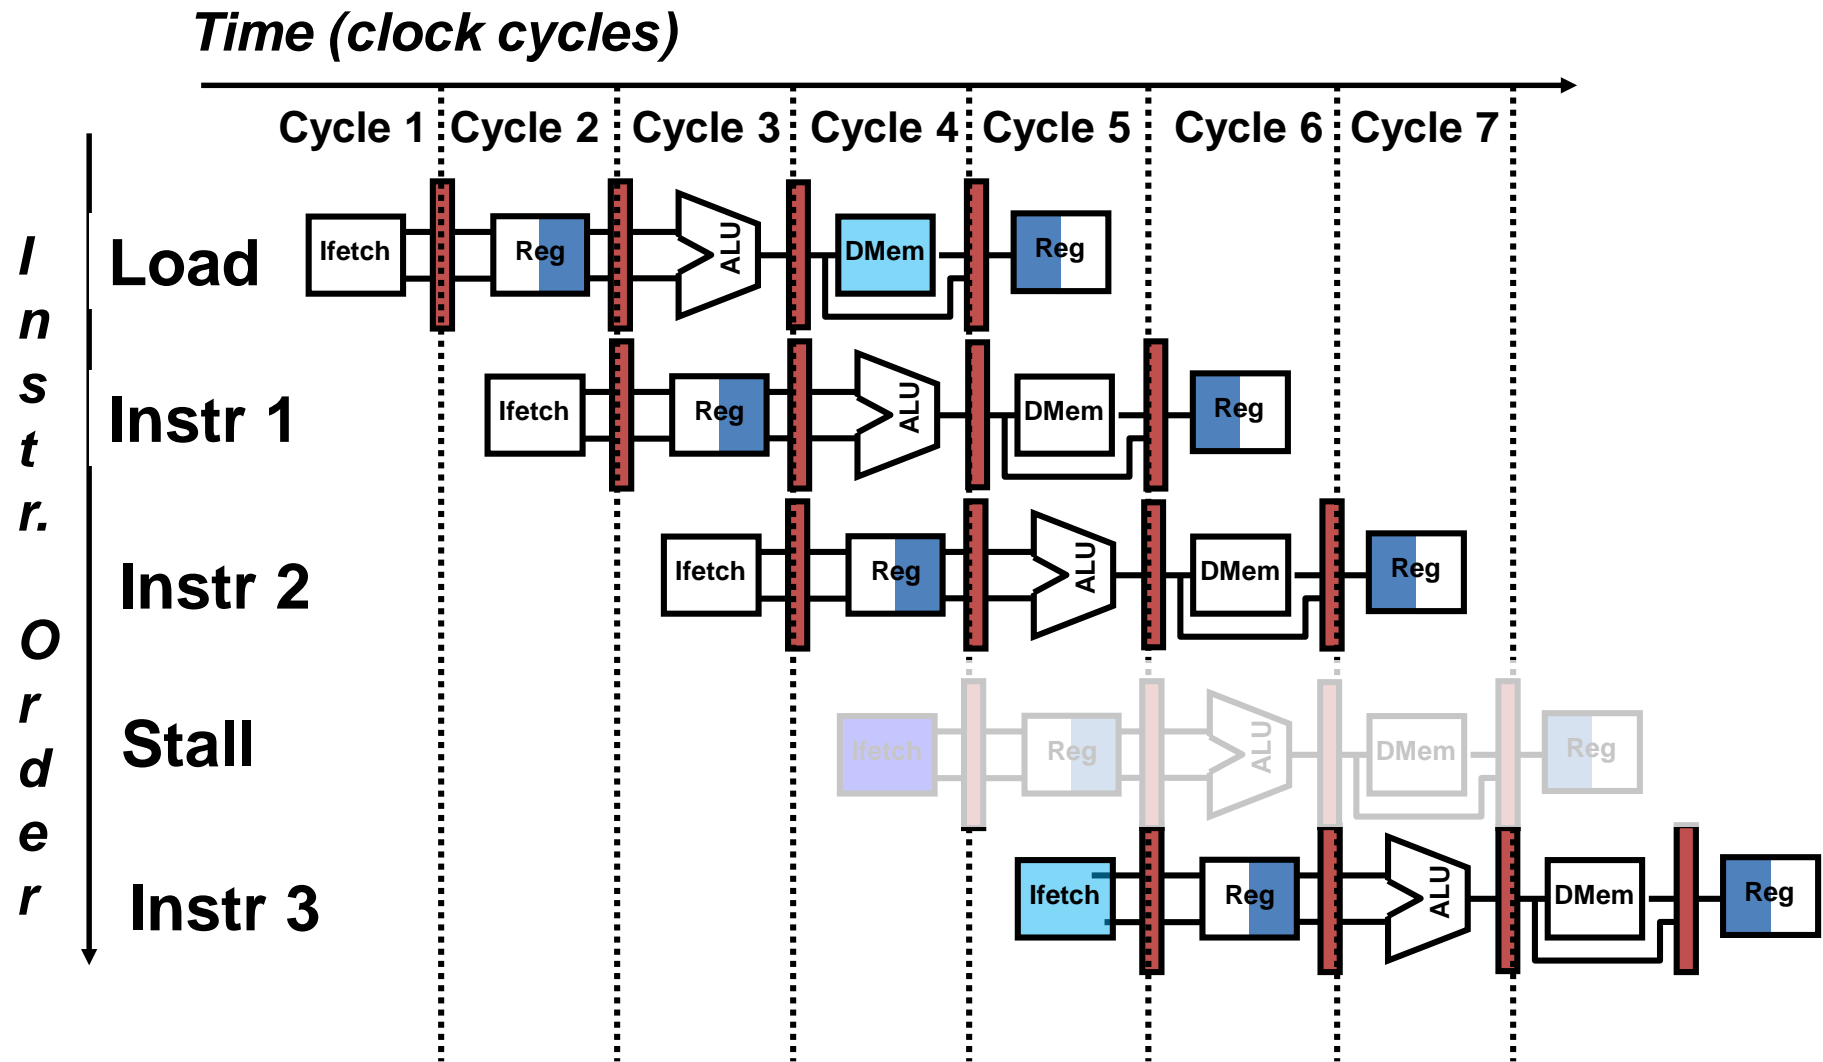 Time (clock cycles)
Cycle 1 Cycle 2 Cycle 3 Cycle 4 Cycle 5 Cycle 6 Cycle 7
Instr. Order
Load Ifetch Reg ALU DMem Reg
Instr 1 Ifetch Reg ALU DMem Reg
Instr 2 Ifetch Reg ALU DMem Reg
Stall Ifetch Reg ALU DMem Reg
Instr 3 Ifetch Reg ALU DMem Reg